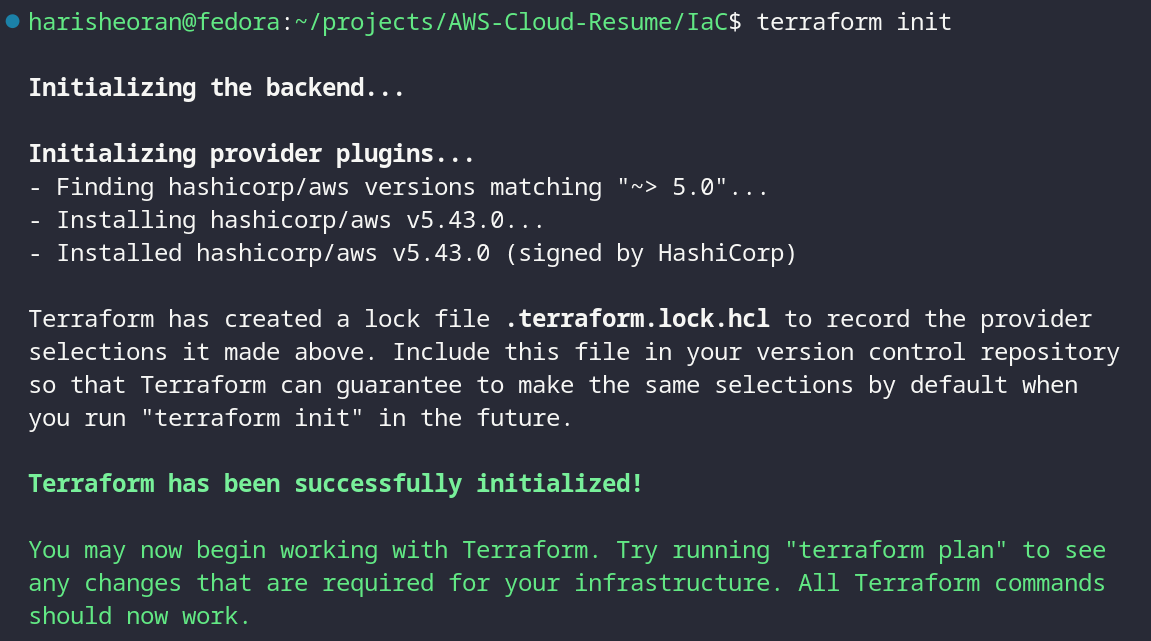 harisheoran@fedora:~/projects/AWS-Cloud-Resume/IaC$ terraform init
Initializing the backend...
Initializing provider plugins...
- Finding hashicorp/aws versions matching "~> 5.0"...
- Installing hashicorp/aws v5.43.0...
- Installed hashicorp/aws v5.43.0 (signed by HashiCorp)
Terraform has created a lock file .terraform.lock.hcl to record the provider
selections it made above. Include this file in your version control repository
so that Terraform can guarantee to make the same selections by default when
you run "terraform init" in the future.
Terraform has been successfully initialized!
You may now begin working with Terraform. Try running "terraform plan" to see
any changes that are required for your infrastructure. All Terraform commands
should now work.